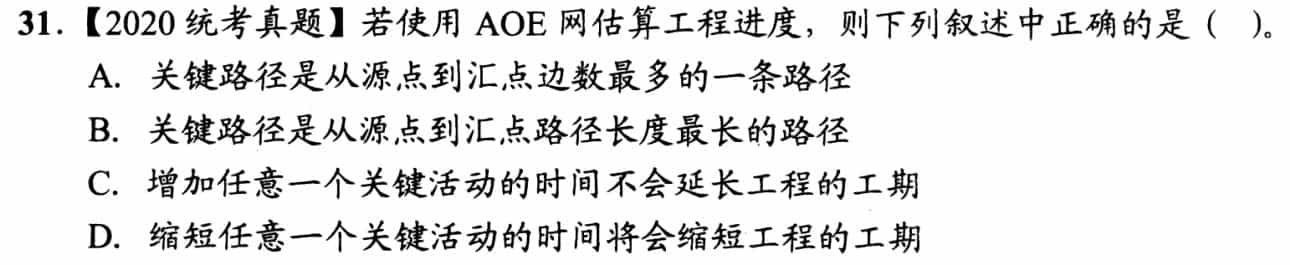 31.【2020 统考真题】若使用 AOE 网估算工程进度，则下列叙述中正确的是（  ）。
A. 关键路径是从源点到汇点边数最多的一条路径
B. 关键路径是从源点到汇点路径长度最长的路径
C. 增加任意一个关键活动的时间不会延长工程的工期
D. 缩短任意一个关键活动的时间将会缩短工程的工期